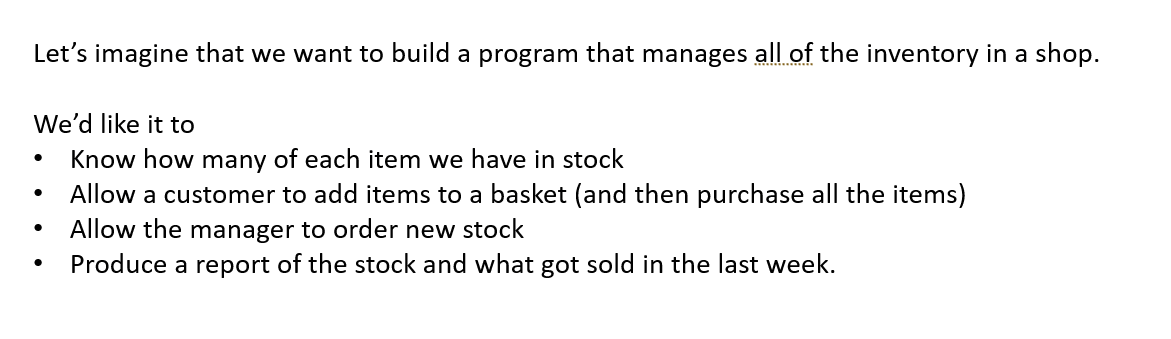 Let’s imagine that we want to build a program that manages all of the inventory in a shop.
We’d like it to
• Know how many of each item we have in stock
• Allow a customer to add items to a basket (and then purchase all the items)
• Allow the manager to order new stock
• Produce a report of the stock and what got sold in the last week.